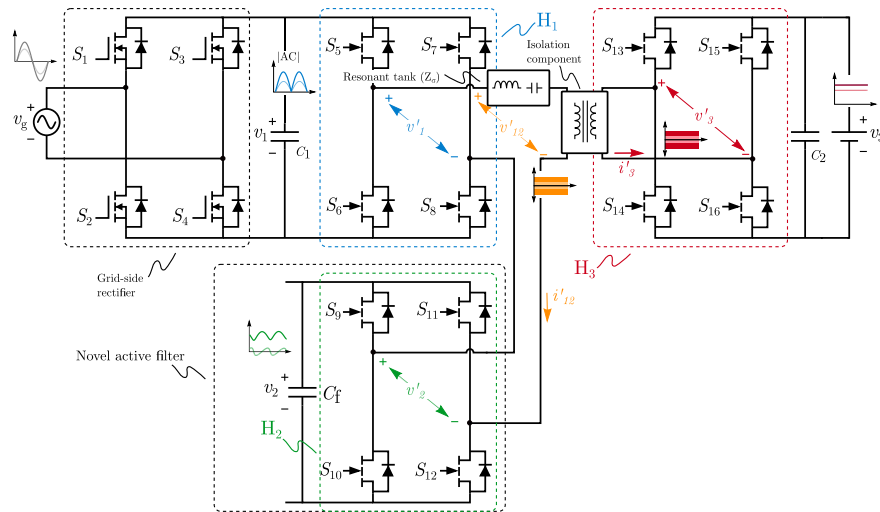 H1
|AC|
S1
S3
S5
S7
Isolation
component
Resonant tank (Zσ)
S13
S15
+
vg
−
+
v1
−
C1
+
v'1
−
+
v'12
−
+
v'3
−
i'3
C2
+
−
S2
S4
S6
S8
S14
S16
Grid-side
rectifier
H3
i'12
S9
S11
Novel active filter
+
v2
−
Cf
+
v'2
−
H2
S10
S12